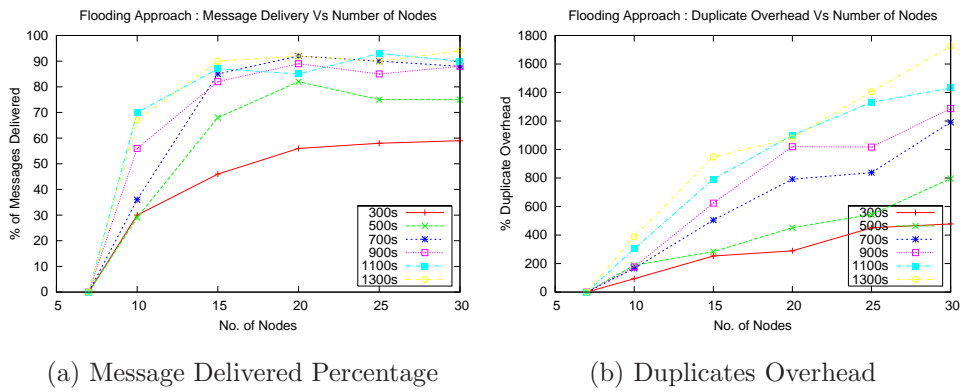 Flooding Approach : Message Delivery Vs Number of Nodes
% of Messages Delivered
100
90
80
70
60
50
40
30
20
10
0
5
10
15
20
25
30
No. of Nodes
300s
500s
700s
900s
1100s
1300s
(a) Message Delivered Percentage
Flooding Approach : Duplicate Overhead Vs Number of Nodes
% Duplicate Overhead
1800
1600
1400
1200
1000
800
600
400
200
0
5
10
15
20
25
30
No. of Nodes
300s
500s
700s
900s
1100s
1300s
(b) Duplicates Overhead